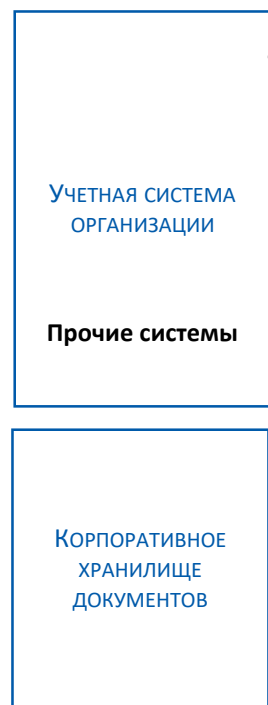 Учетная система
организации
Прочие системы
Корпоративное
хранилище
документов